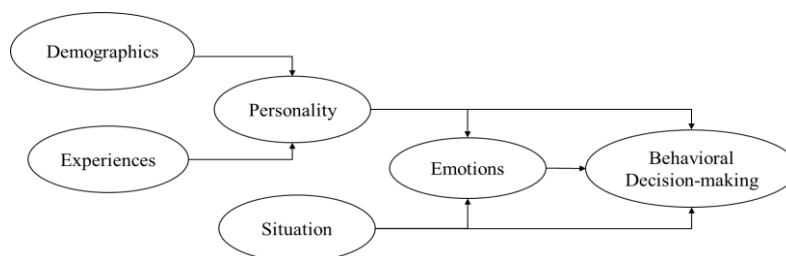 Demographics
Personality
Experiences
Emotions
Behavioral
Decision-making
Situation